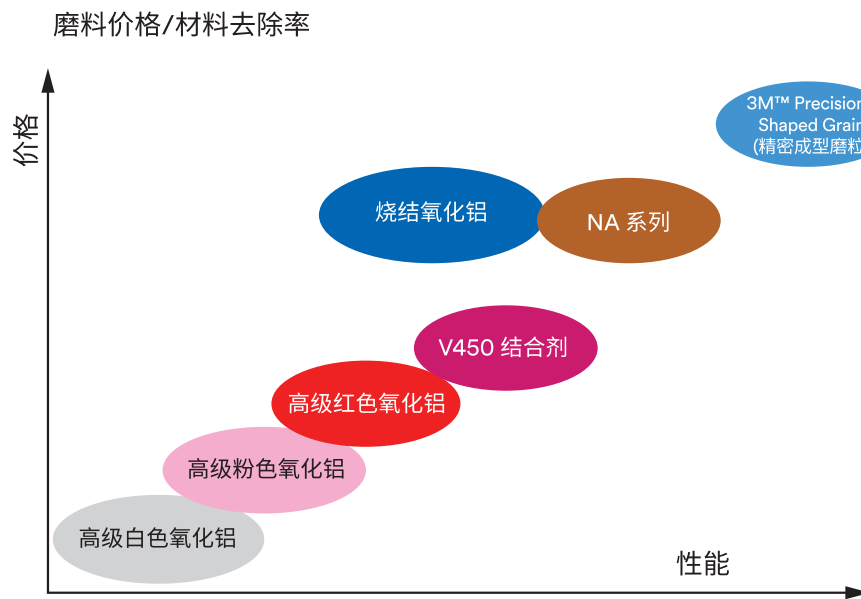 磨料价格/材料去除率
价格
3M™ Precision
Shaped Grain
(精密成型磨粒
烧结氧化铝
NA 系列
V450 结合剂
高级红色氧化铝
高级粉色氧化铝
高级白色氧化铝
性能